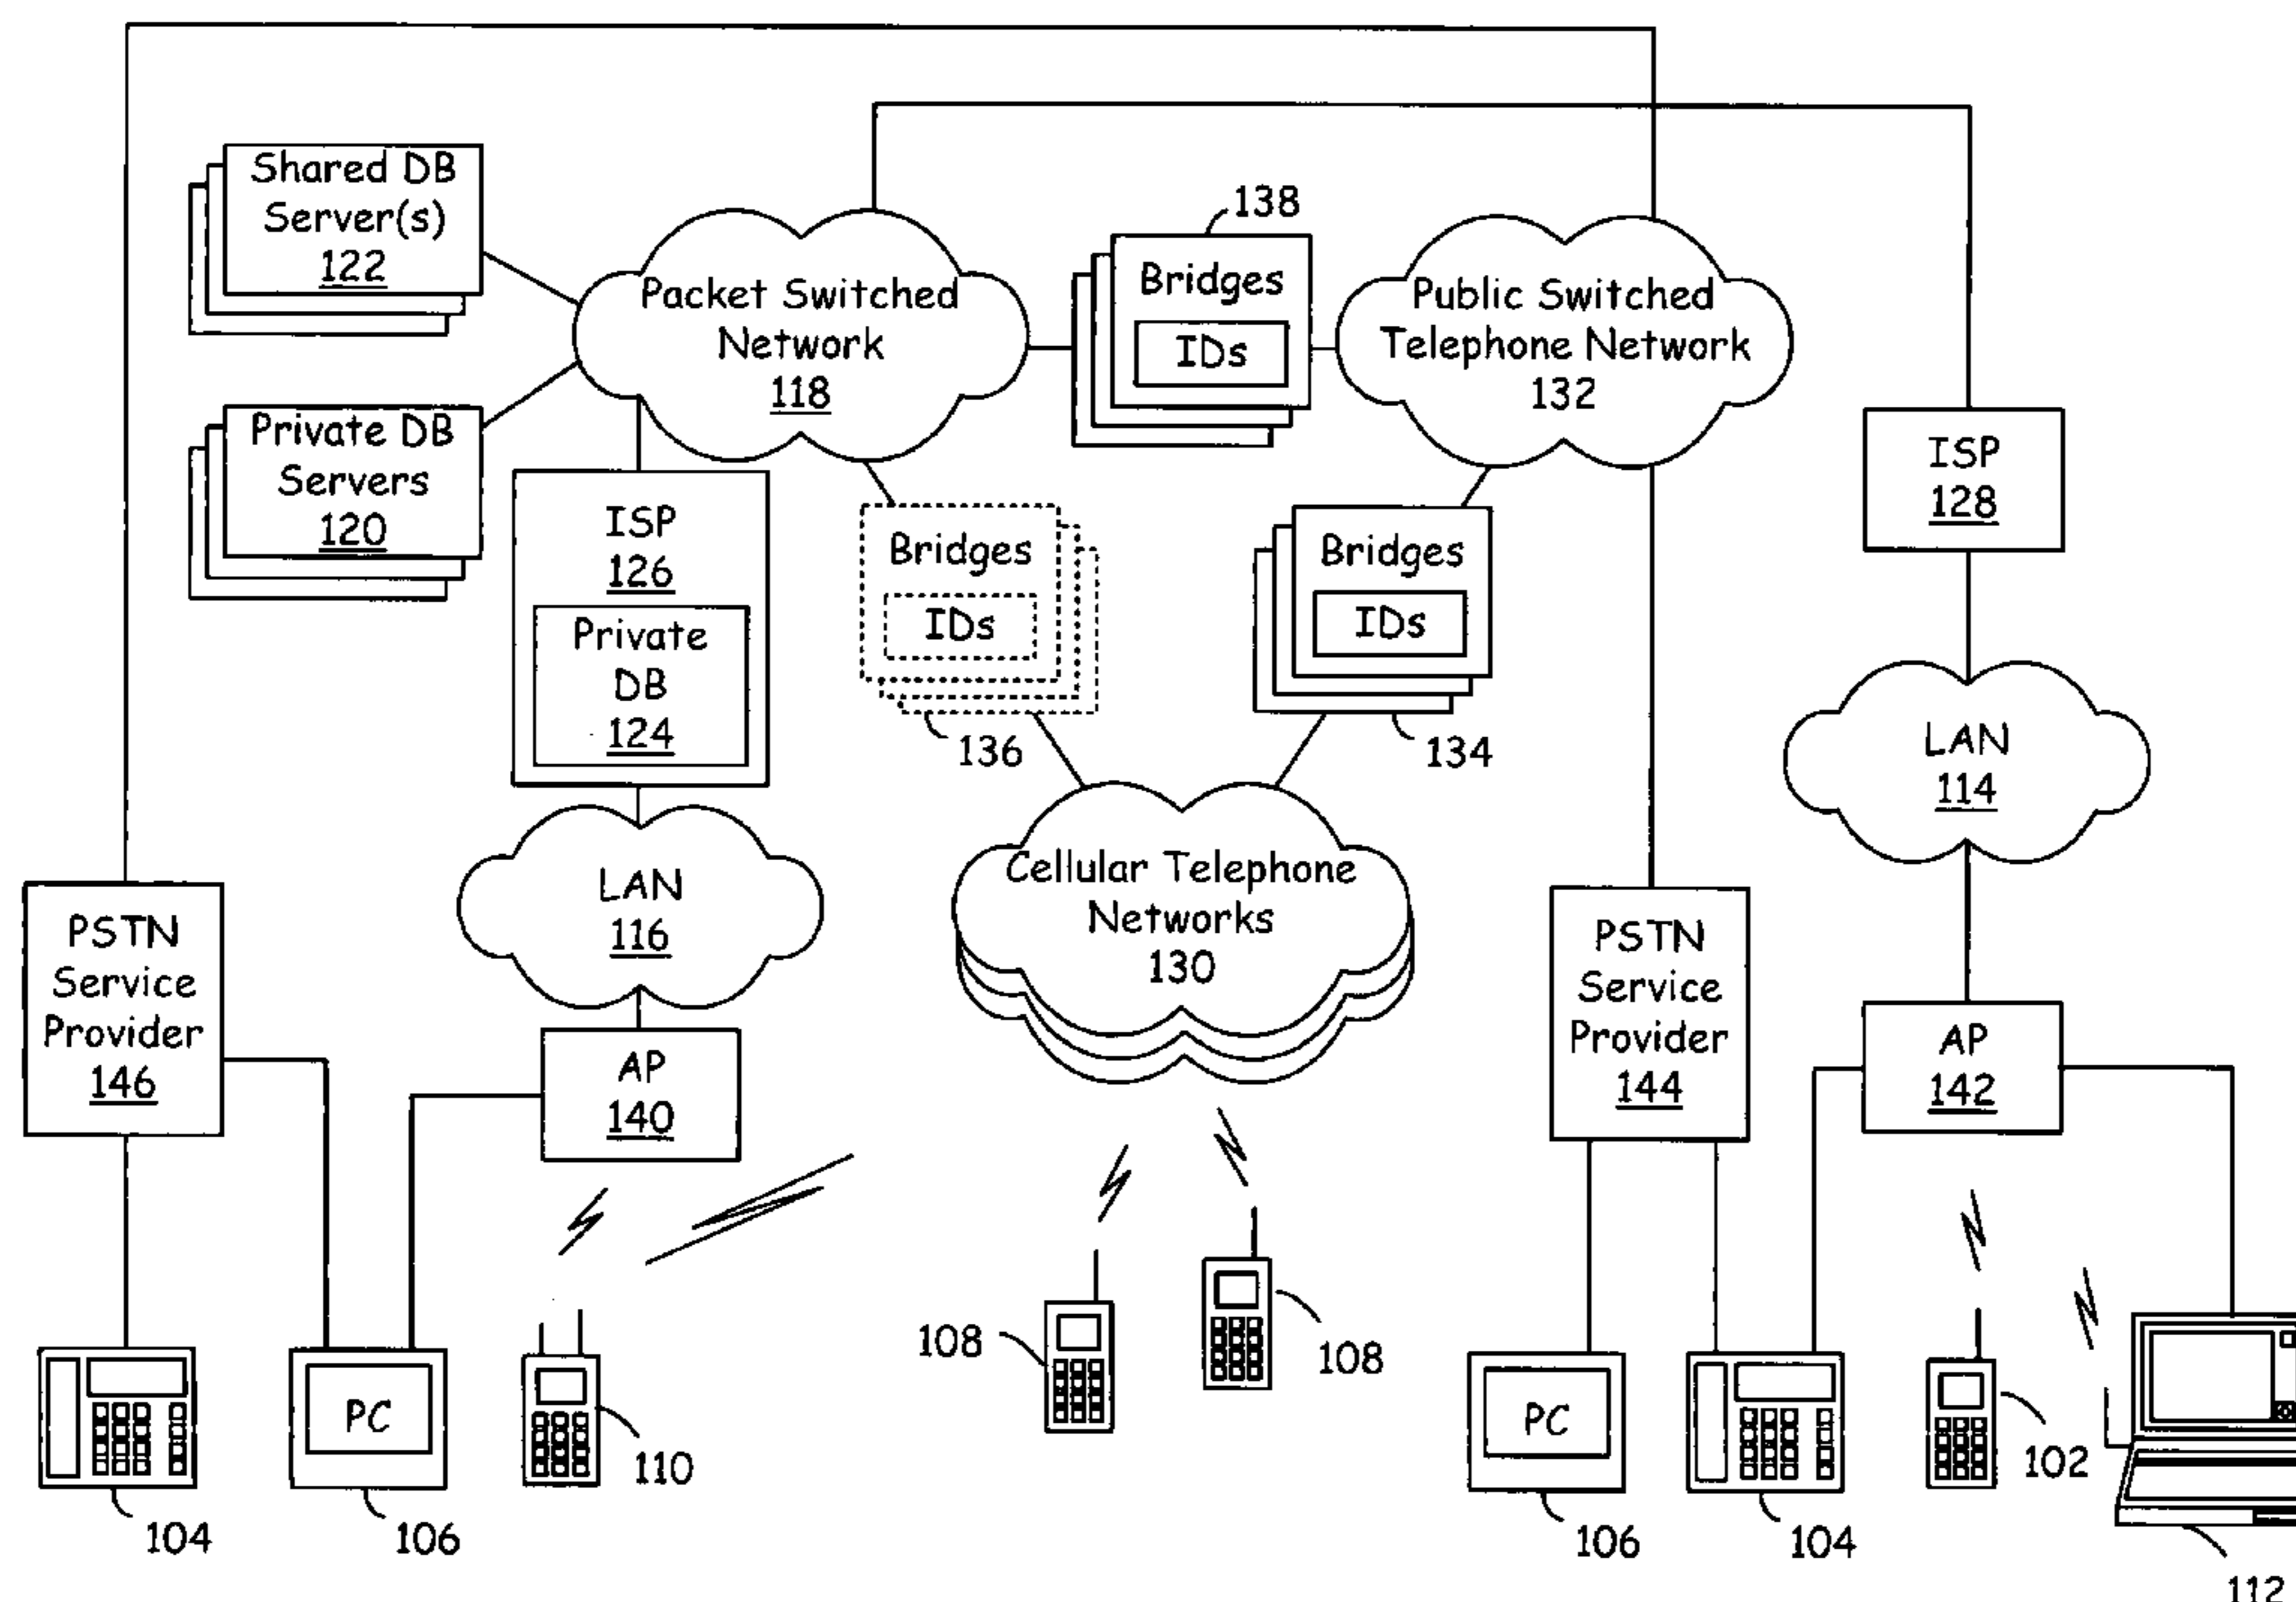 Shared DB
Server(s)
122
Packet Switched
Network
118
138
Bridges
IDs
Public Switched
Telephone Network
132
Private DB
Servers
120
ISP
126
Private
DB
124
Bridges
IDs
136
Bridges
IDs
134
ISP
128
LAN
114
LAN
116
Cellular Telephone
Networks
130
PSTN
Service
Provider
146
AP
140
PSTN
Service
Provider
144
AP
142
104
PC
106
110
108
108
PC
106
104
102
112